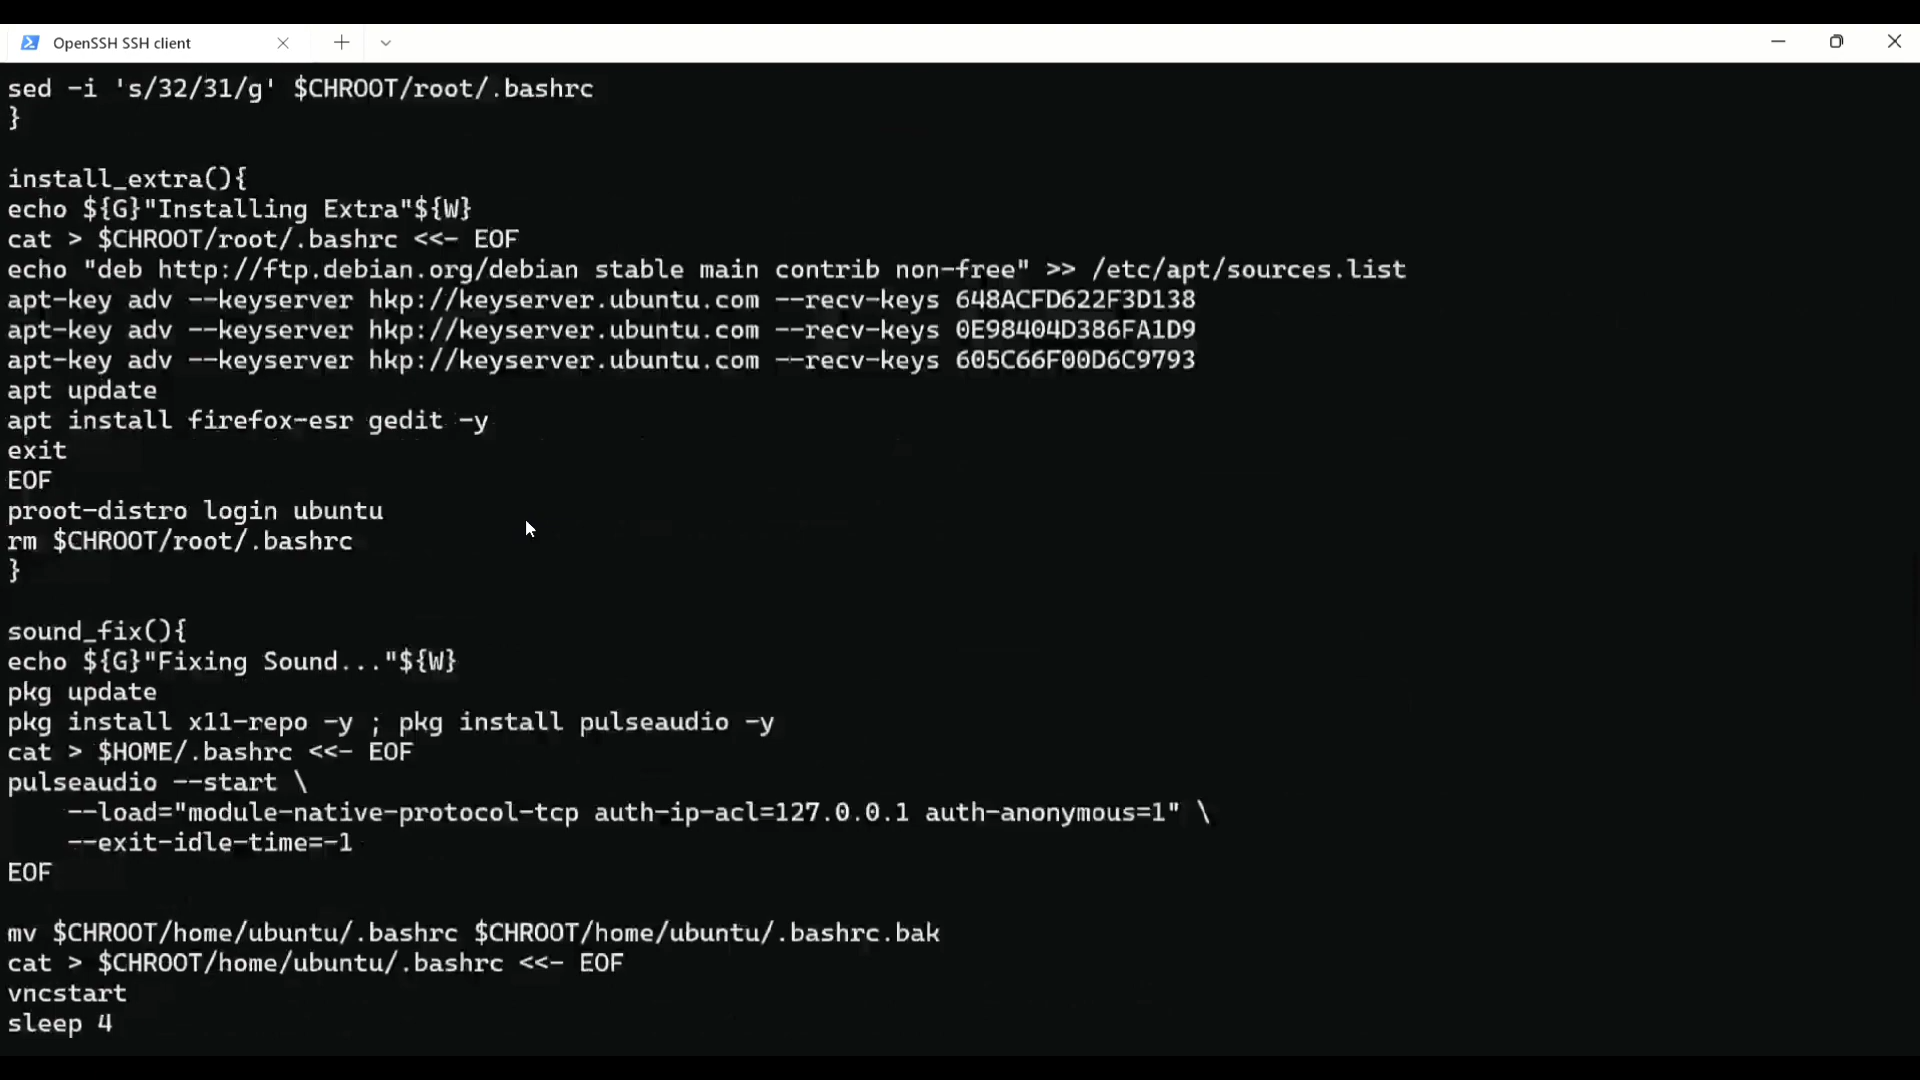 OpenSSH SSH client
sed -i 's/32/31/g' $CHROOT/root/.bashrc
}
install_extra(){
echo ${G}"Installing Extra"${W}
cat > $CHROOT/root/.bashrc <<- EOF
echo "deb http://ftp.debian.org/debian stable main contrib non-free" >> /etc/apt/sources.list
apt-key adv --keyserver hkp://keyserver.ubuntu.com --recv-keys 648ACFD622F3D138
apt-key adv --keyserver hkp://keyserver.ubuntu.com --recv-keys 0E98404D386FA1D9
apt-key adv --keyserver hkp://keyserver.ubuntu.com --recv-keys 605C66F00D6C9793
apt update
apt install firefox-esr gedit -y
exit
EOF
proot-distro login ubuntu
rm $CHROOT/root/.bashrc
}
sound_fix(){
echo ${G}"Fixing Sound..."${W}
pkg update
pkg install x11-repo -y ; pkg install pulseaudio -y
cat > $HOME/.bashrc <<- EOF
pulseaudio --start \
    --load="module-native-protocol-tcp auth-ip-acl=127.0.0.1 auth-anonymous=1" \
    --exit-idle-time=-1
EOF
mv $CHROOT/home/ubuntu/.bashrc $CHROOT/home/ubuntu/.bashrc.bak
cat > $CHROOT/home/ubuntu/.bashrc <<- EOF
vncstart
sleep 4